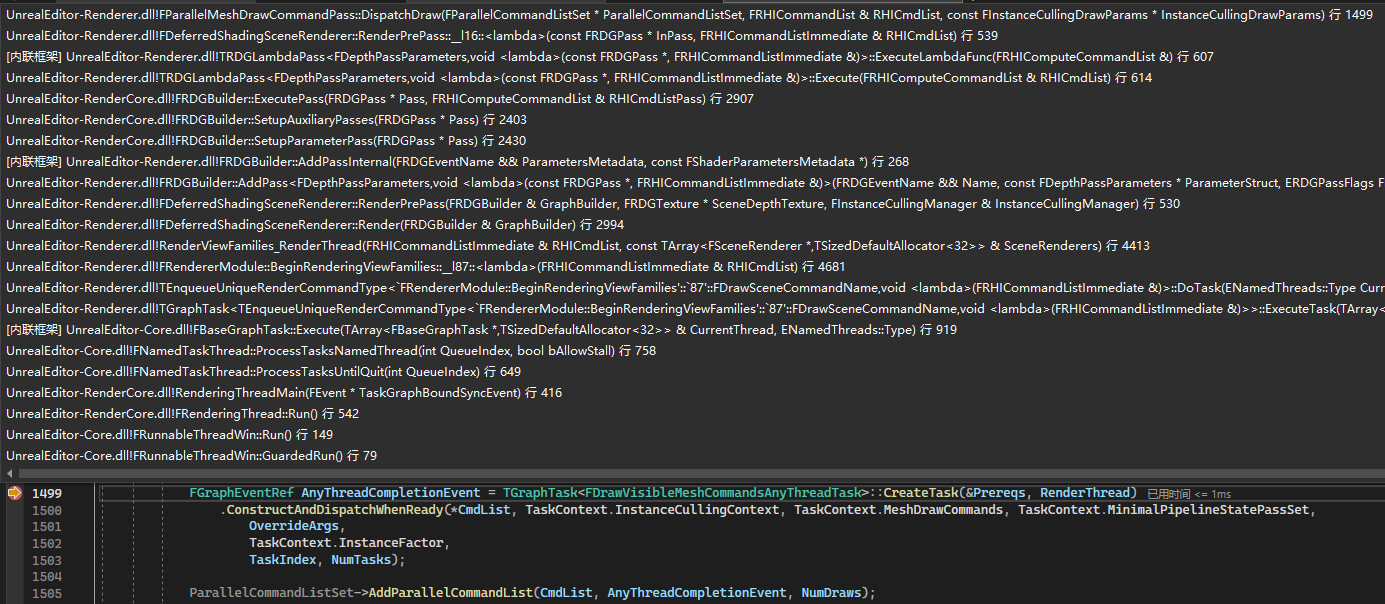 UnrealEditor-Renderer.dll!FParallelMeshDrawCommandPass::DispatchDraw(FParallelCommandListSet * ParallelCommandListSet, FRHICommandList & RHICmdList, const FInstanceCullingDrawParams * InstanceCullingDrawParams) 行 1499
UnrealEditor-Renderer.dll!FDeferredShadingSceneRenderer::RenderPrePass::__l16::<lambda>(const FRDGPass * InPass, FRHICommandListImmediate & RHICmdList) 行 539
[内联框架] UnrealEditor-Renderer.dll!TRDGLambdaPass<FDepthPassParameters,void <lambda>(const FRDGPass *, FRHICommandListImmediate &)>::ExecuteLambdaFunc(FRHIComputeCommandList &) 行 607
UnrealEditor-Renderer.dll!TRDGLambdaPass<FDepthPassParameters,void <lambda>(const FRDGPass *, FRHICommandListImmediate &)>::Execute(FRHIComputeCommandList & RHICmdList) 行 614
UnrealEditor-RenderCore.dll!FRDGBuilder::ExecutePass(FRDGPass * Pass, FRHIComputeCommandList & RHICmdListPass) 行 2907
UnrealEditor-RenderCore.dll!FRDGBuilder::SetupAuxiliaryPasses(FRDGPass * Pass) 行 2403
UnrealEditor-RenderCore.dll!FRDGBuilder::SetupParameterPass(FRDGPass * Pass) 行 2430
[内联框架] UnrealEditor-Renderer.dll!FRDGBuilder::AddPassInternal(FRDGEventName && ParametersMetadata, const FShaderParametersMetadata *) 行 268
UnrealEditor-Renderer.dll!FRDGBuilder::AddPass<FDepthPassParameters,void <lambda>(const FRDGPass *, FRHICommandListImmediate &)>(FRDGEventName && Name, const FDepthPassParameters * ParameterStruct, ERDGPassFlags F
UnrealEditor-Renderer.dll!FDeferredShadingSceneRenderer::RenderPrePass(FRDGBuilder & GraphBuilder, FRDGTexture * SceneDepthTexture, FInstanceCullingManager & InstanceCullingManager) 行 530
UnrealEditor-Renderer.dll!FDeferredShadingSceneRenderer::Render(FRDGBuilder & GraphBuilder) 行 2994
UnrealEditor-Renderer.dll!RenderViewFamilies_RenderThread(FRHICommandListImmediate & RHICmdList, const TArray<FSceneRenderer *,TSizedDefaultAllocator<32>> & SceneRenderers) 行 4413
UnrealEditor-Renderer.dll!FRendererModule::BeginRenderingViewFamilies::__l87::<lambda>(FRHICommandListImmediate & RHICmdList) 行 4681
UnrealEditor-Renderer.dll!TEnqueueUniqueRenderCommandType<`FRendererModule::BeginRenderingViewFamilies'::`87'::FDrawSceneCommandName,void <lambda>(FRHICommandListImmediate &)>::DoTask(ENamedThreads::Type Curr
UnrealEditor-Renderer.dll!TGraphTask<TEnqueueUniqueRenderCommandType<`FRendererModule::BeginRenderingViewFamilies'::`87'::FDrawSceneCommandName,void <lambda>(FRHICommandListImmediate &)>>::ExecuteTask(TArray<
[内联框架] UnrealEditor-Core.dll!FBaseGraphTask::Execute(TArray<FBaseGraphTask *,TSizedDefaultAllocator<32>> & CurrentThread, ENamedThreads::Type) 行 919
UnrealEditor-Core.dll!FNamedTaskThread::ProcessTasksNamedThread(int QueueIndex, bool bAllowStall) 行 758
UnrealEditor-Core.dll!FNamedTaskThread::ProcessTasksUntilQuit(int QueueIndex) 行 649
UnrealEditor-RenderCore.dll!RenderingThreadMain(FEvent * TaskGraphBoundSyncEvent) 行 416
UnrealEditor-RenderCore.dll!FRenderingThread::Run() 行 542
UnrealEditor-Core.dll!FRunnableThreadWin::Run() 行 149
UnrealEditor-Core.dll!FRunnableThreadWin::GuardedRun() 行 79
1499 FGraphEventRef AnyThreadCompletionEvent = TGraphTask<FDrawVisibleMeshCommandsAnyThreadTask>::CreateTask(&Prereqs, RenderThread) 已用时间 <= 1ms
1500 .ConstructAndDispatchWhenReady(*CmdList, TaskContext.InstanceCullingContext, TaskContext.MeshDrawCommands, TaskContext.MinimalPipelineStatePassSet,
1501 OverrideArgs,
1502 TaskContext.InstanceFactor,
1503 TaskIndex, NumTasks);
1504
1505 ParallelCommandListSet->AddParallelCommandList(CmdList, AnyThreadCompletionEvent, NumDraws);